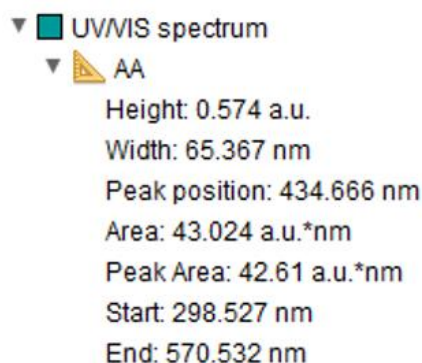 UV/VIS spectrum
AA
Height: 0.574 a.u.
Width: 65.367 nm
Peak position: 434.666 nm
Area: 43.024 a.u.*nm
Peak Area: 42.61 a.u.*nm
Start: 298.527 nm
End: 570.532 nm